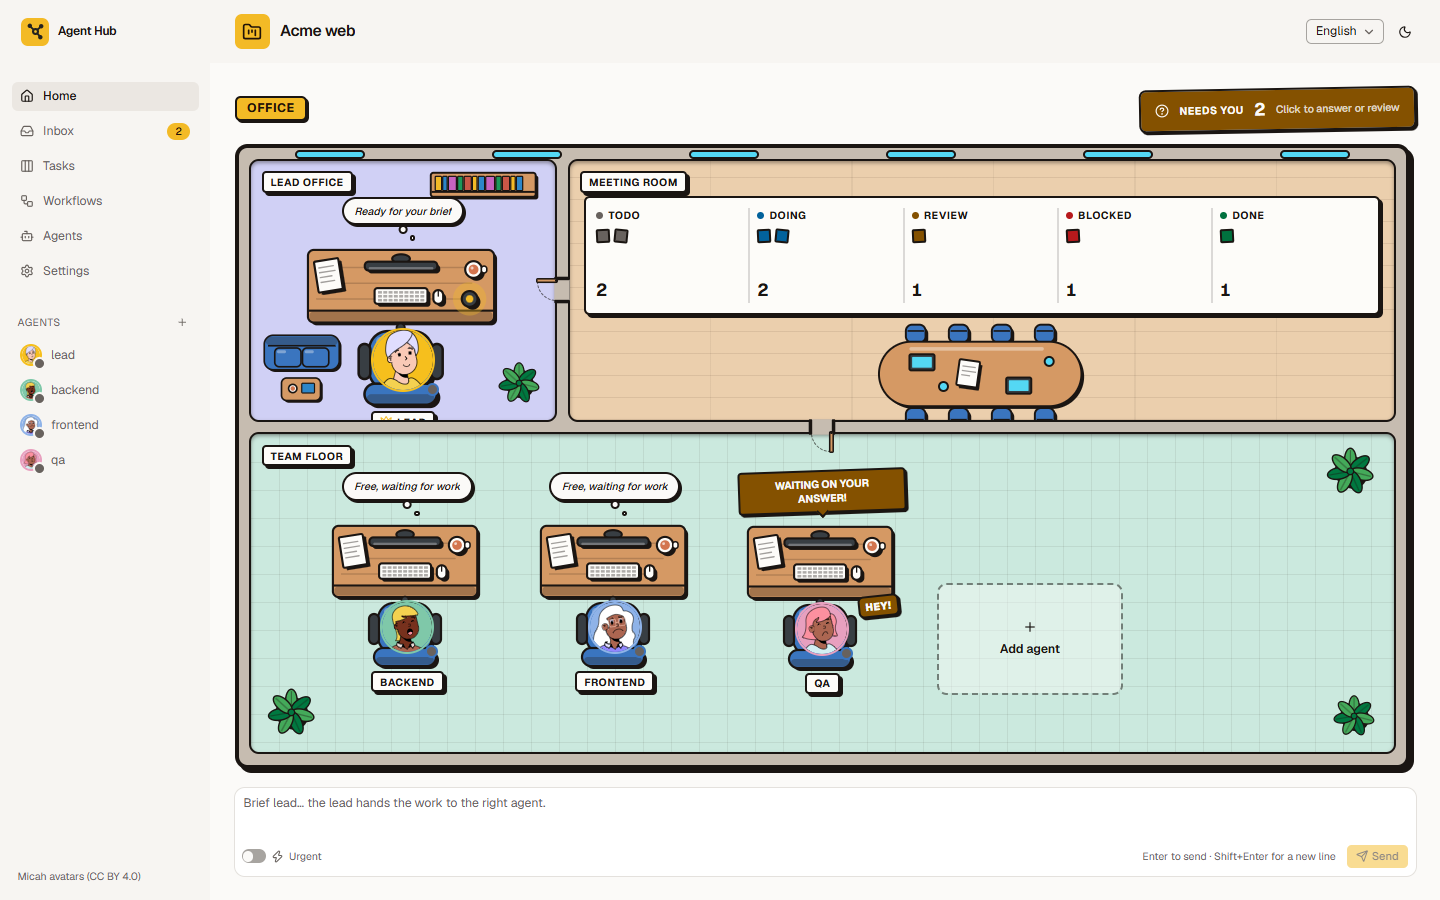 Agent Hub
Acme web
English
Home
Inbox
2
Tasks
Workflows
Agents
Settings
AGENTS
lead
backend
frontend
qa
Micah avatars (CC BY 4.0)
OFFICE
NEEDS YOU 2 Click to answer or review
LEAD OFFICE
Ready for your brief
MEETING ROOM
TODO
2
DOING
2
REVIEW
1
BLOCKED
1
DONE
1
TEAM FLOOR
Free, waiting for work
BACKEND
Free, waiting for work
FRONTEND
WAITING ON YOUR
ANSWER!
HEY!
QA
Add agent
Brief lead… the lead hands the work to the right agent.
Urgent
Enter to send · Shift+Enter for a new line
Send